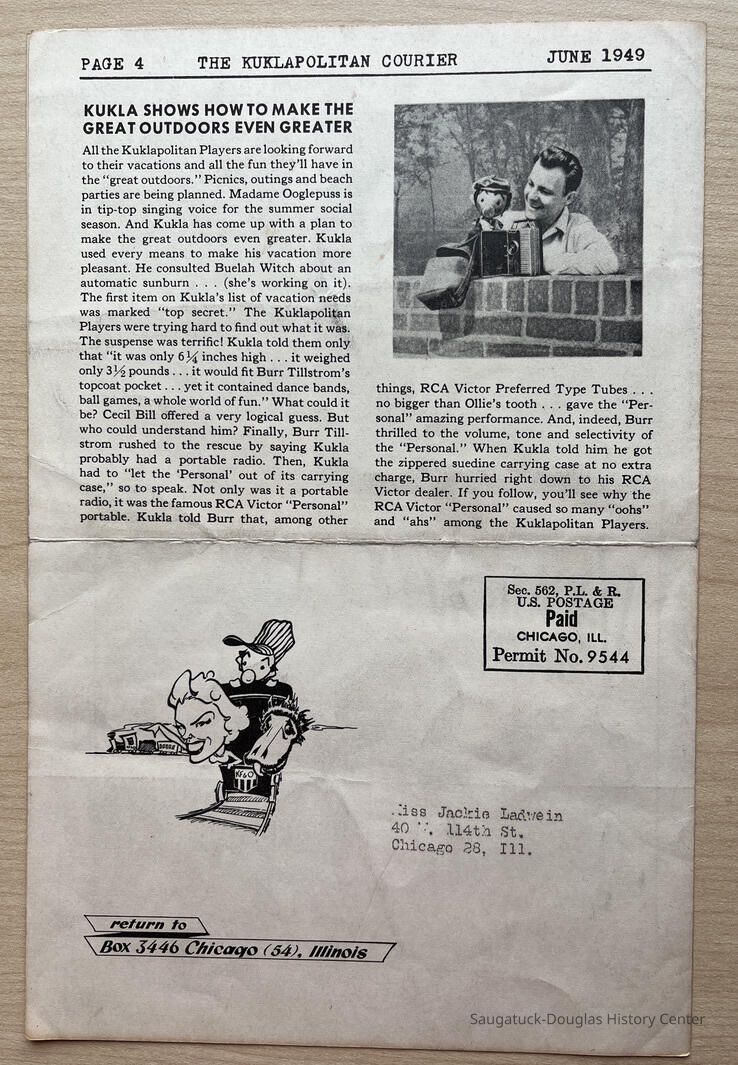 PAGE 4 THE KUKLAPOLITAN COURIER JUNE 1949
KUKLA SHOWS HOW TO MAKE THE
GREAT OUTDOORS EVEN GREATER
All the Kuklapolitan Players are looking forward
to their vacations and all the fun they'll have in
the "great outdoors." Picnics, outings and beach
parties are being planned. Madame Ooglepuss is
in tip-top singing voice for the summer social
season. And Kukla has come up with a plan to
make the great outdoors even greater. Kukla
used every means to make his vacation more
pleasant. He consulted Buelah Witch about an
automatic sunburn . . . (she's working on it).
The first item on Kukla's list of vacation needs
was marked "top secret." The Kuklapolitan
Players were trying hard to find out what it was.
The suspense was terrific! Kukla told them only
that "it was only 6¼ inches high . . . it weighed
only 3½ pounds . . . it would fit Burr Tillstrom's
topcoat pocket . . . yet it contained dance bands,
ball games, a whole world of fun." What could it
be? Cecil Bill offered a very logical guess. But
who could understand him? Finally, Burr Till-
strom rushed to the rescue by saying Kukla
probably had a portable radio. Then, Kukla
had to "let the 'Personal' out of its carrying
case," so to speak. Not only was it a portable
radio, it was the famous RCA Victor "Personal"
portable. Kukla told Burr that, among other
things, RCA Victor Preferred Type Tubes . . .
no bigger than Ollie's tooth . . . gave the "Per-
sonal" amazing performance. And, indeed, Burr
thrilled to the volume, tone and selectivity of
the "Personal." When Kukla told him he got
the zippered suedine carrying case at no extra
charge, Burr hurried right down to his RCA
Victor dealer. If you follow, you'll see why the
RCA Victor "Personal" caused so many "oohs"
and "ahs" among the Kuklapolitan Players.
Sec. 562, P.L. & R.
U.S. POSTAGE
Paid
CHICAGO, ILL.
Permit No. 9544
KFGO
Jackie Ladwein
40 114th St.
Chicago 28, Ill.
return to
Box 3446 Chicago (54), Illinois
Saugatuck-Douglas History Center